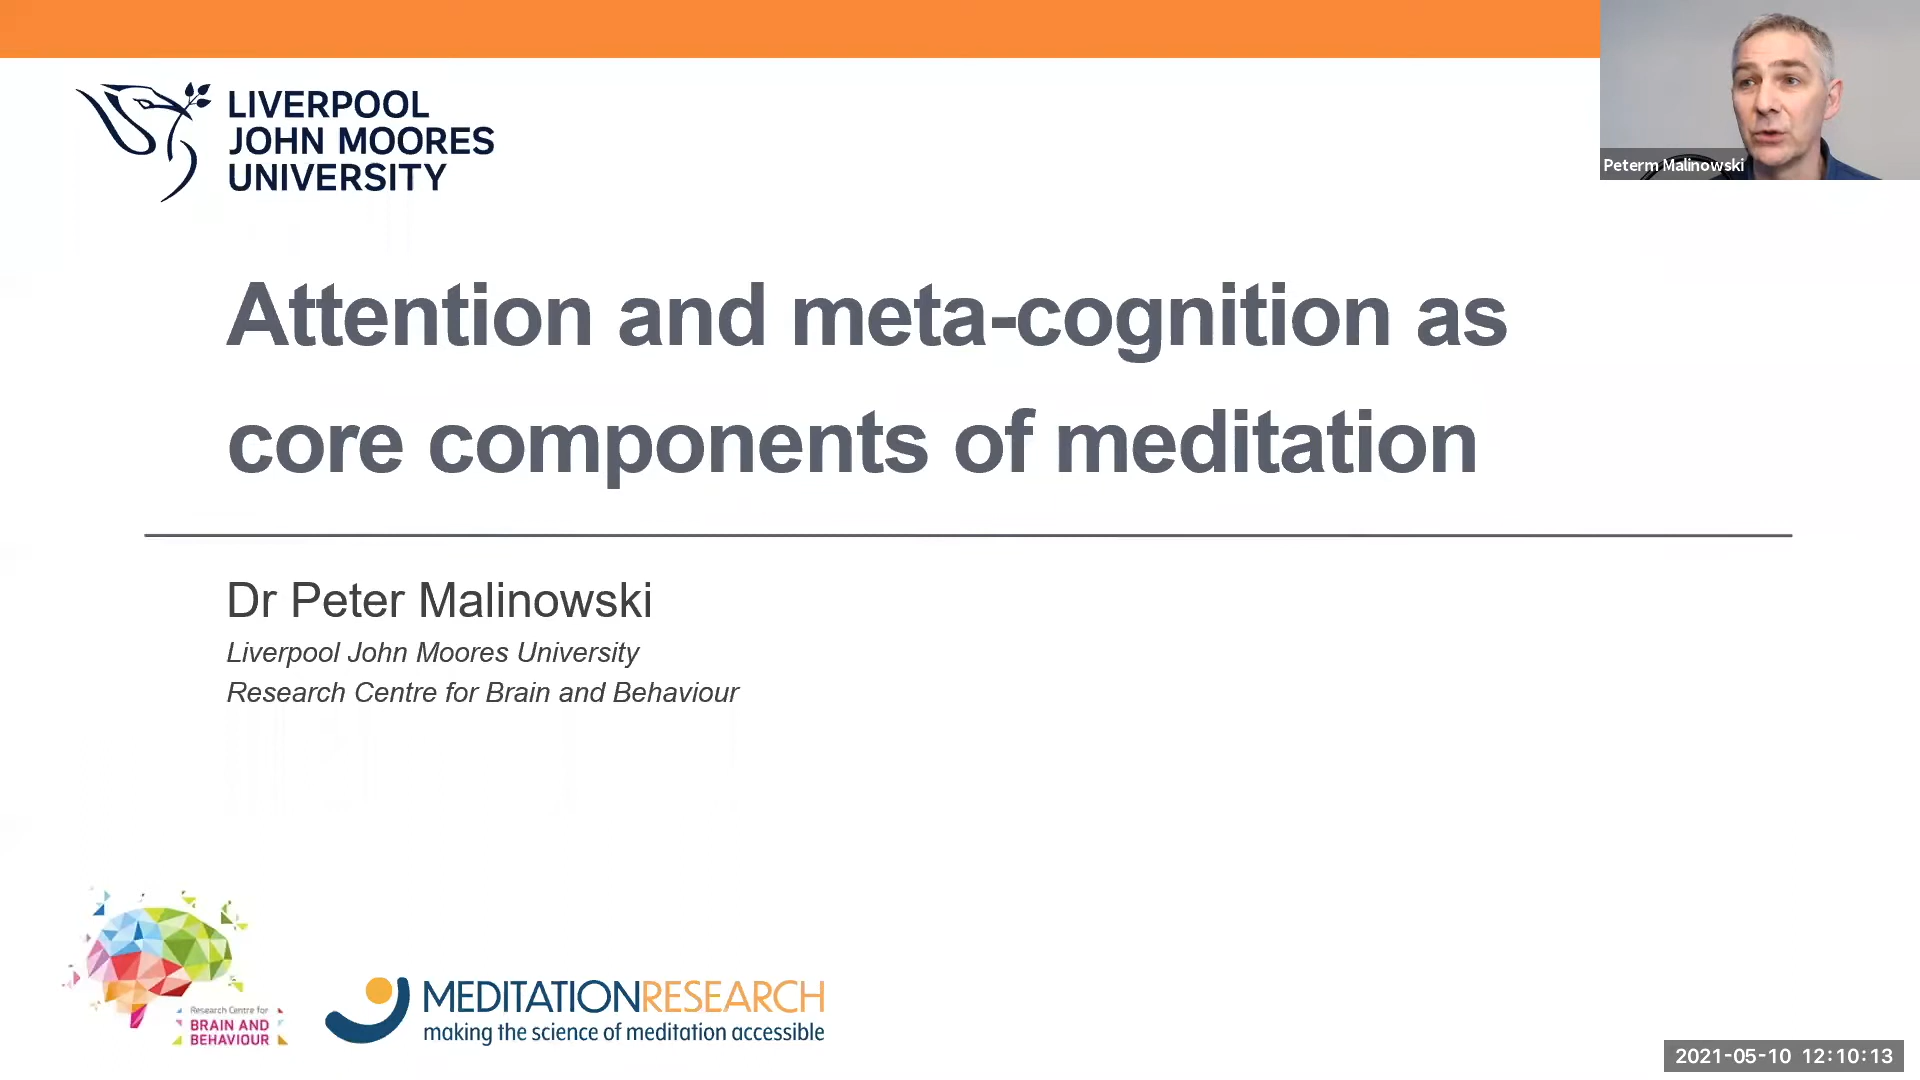 LIVERPOOL
JOHN MOORES
UNIVERSITY
Peterm Malinowski
Attention and meta-cognition as
core components of meditation
Dr Peter Malinowski
Liverpool John Moores University
Research Centre for Brain and Behaviour
Research Centre for
BRAIN AND
BEHAVIOUR
MEDITATIONRESEARCH
making the science of meditation accessible
2021-05-10 12:10:13